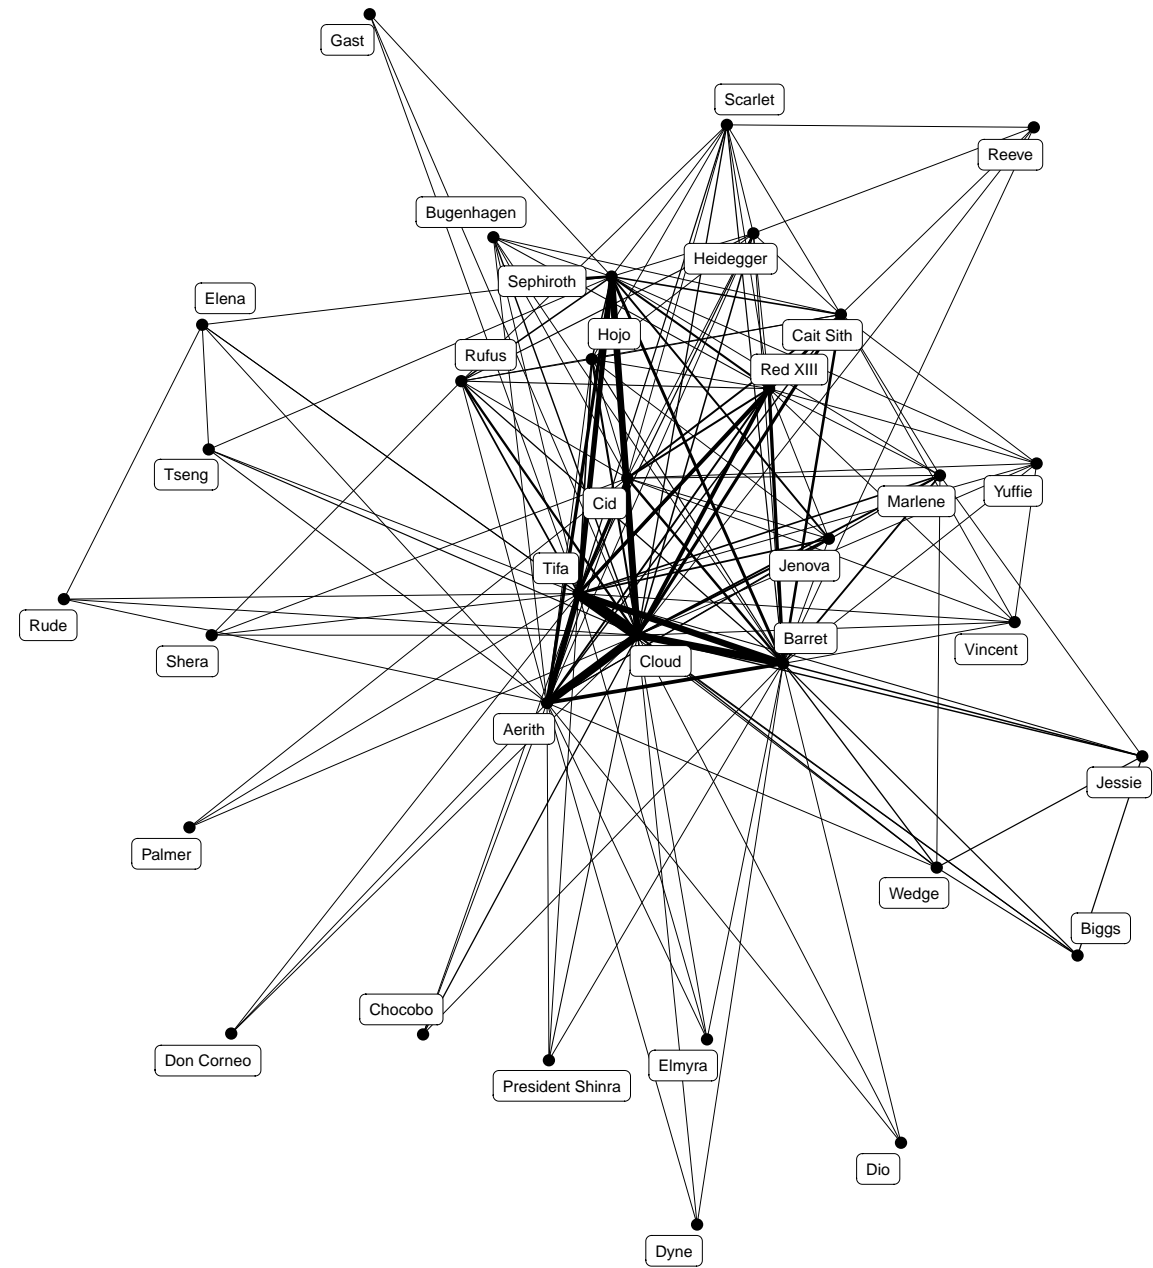 Gast
Scarlet
Reeve
Bugenhagen
Heidegger
Sephiroth
Elena
Hojo
Cait Sith
Rufus
Red XIII
Tseng
Yuffie
Marlene
Cid
Jenova
Tifa
Rude
Barret
Vincent
Shera
Cloud
Aerith
Jessie
Palmer
Wedge
Biggs
Chocobo
Don Corneo
Elmyra
President Shinra
Dio
Dyne